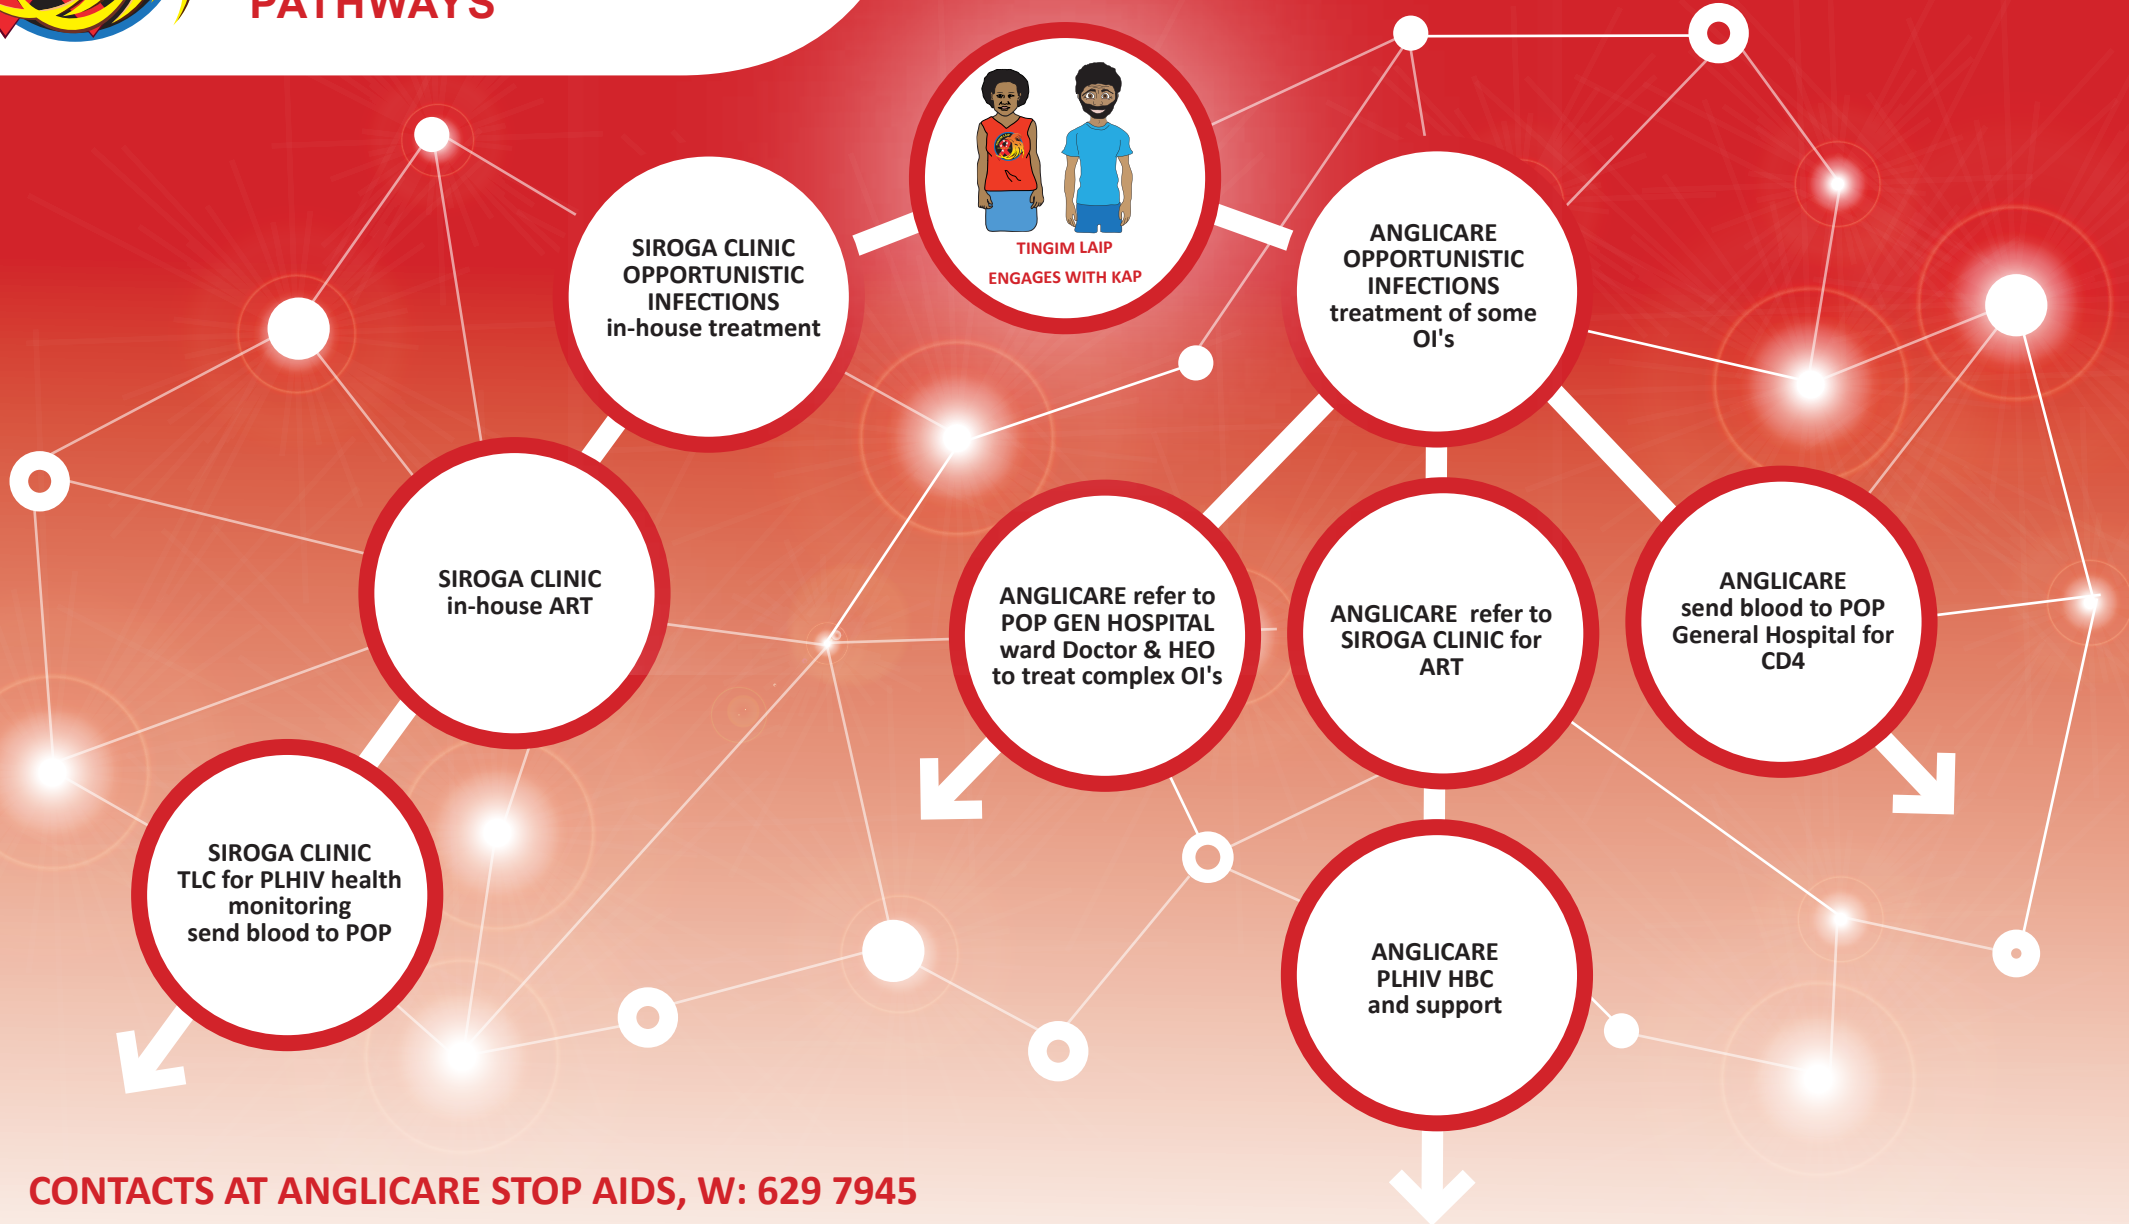 PATHWAYS
TINGIM LAIP
ENGAGES WITH KAP
SIROGA CLINIC
OPPORTUNISTIC
INFECTIONS
in-house treatment
ANGLICARE
OPPORTUNISTIC
INFECTIONS
treatment of some
OI's
SIROGA CLINIC
in-house ART
ANGLICARE refer to
POP GEN HOSPITAL
ward Doctor & HEO
to treat complex OI's
ANGLICARE refer to
SIROGA CLINIC for
ART
ANGLICARE
send blood to POP
General Hospital for
CD4
SIROGA CLINIC
TLC for PLHIV health
monitoring
send blood to POP
ANGLICARE
PLHIV HBC
and support
CONTACTS AT ANGLICARE STOP AIDS, W: 629 7945